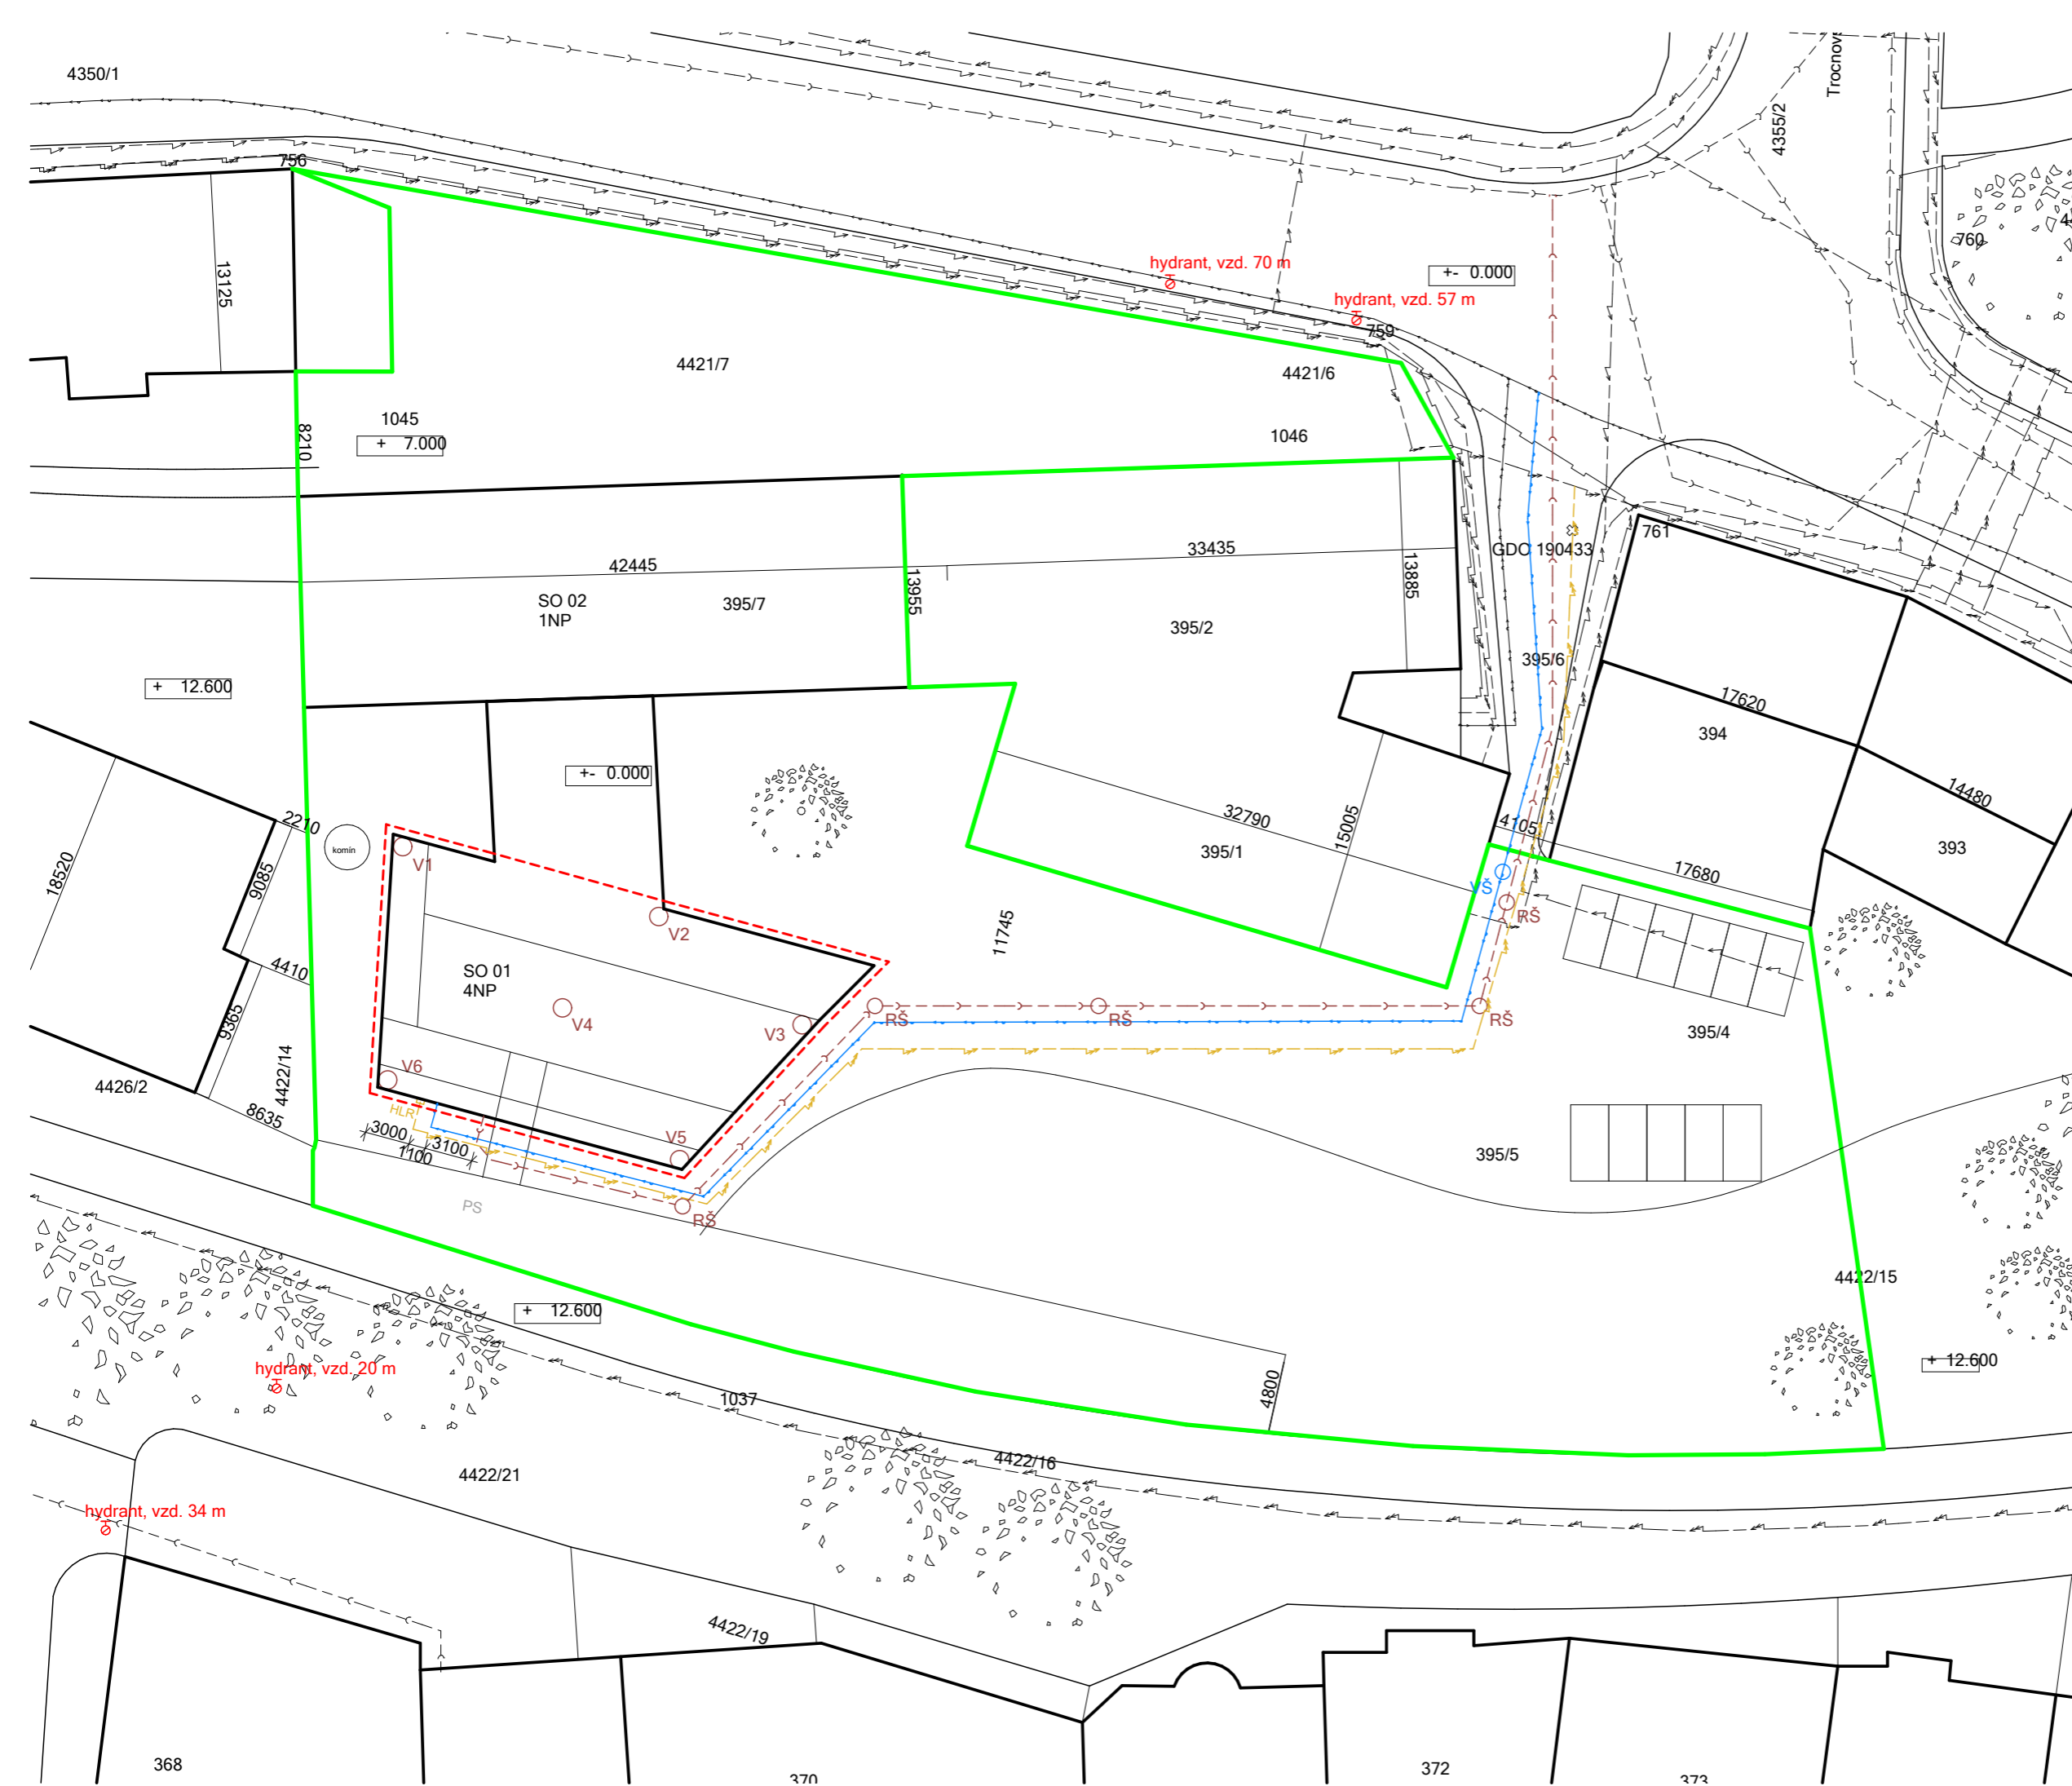 4350/1
Trocnov
4355/2
756
13125
760
hydrant, vzd. 70 m
+- 0.000
hydrant, vzd. 57 m
759
4421/7
4421/6
1045
+ 7.000
8210
1046
761
GDO 190433
42445
33435
13955
13885
SO 02
1NP
395/7
395/2
395/6
+ 12.600
17620
394
+- 0.000
14480
2210
komín
32790
15005
4105
395/1
393
V1
18520
9085
17680
VŠ
RŠ
V2
11745
SO 01
4NP
4410
V4
V3
RŠ
RŠ
RŠ
395/4
9365
4422/14
V6
4426/2
HLR
8635
3000
1100
3100
V5
395/5
PS
RŠ
4422/15
+ 12.600
+ 12.600
hydrant, vzd. 20 m
4800
1037
4422/16
4422/21
hydrant, vzd. 34 m
4422/19
368
370
372
373